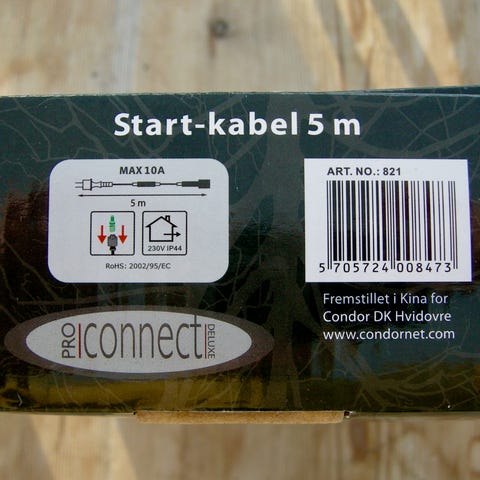 Start-kabel 5 m
MAX 10A
5 m
230V IP44
RoHS: 2002/95/EC
ART. NO.: 821
5 705724 008473
Fremstillet i Kina for
Condor DK Hvidovre
www.condornet.com
PRO connect DELUXE